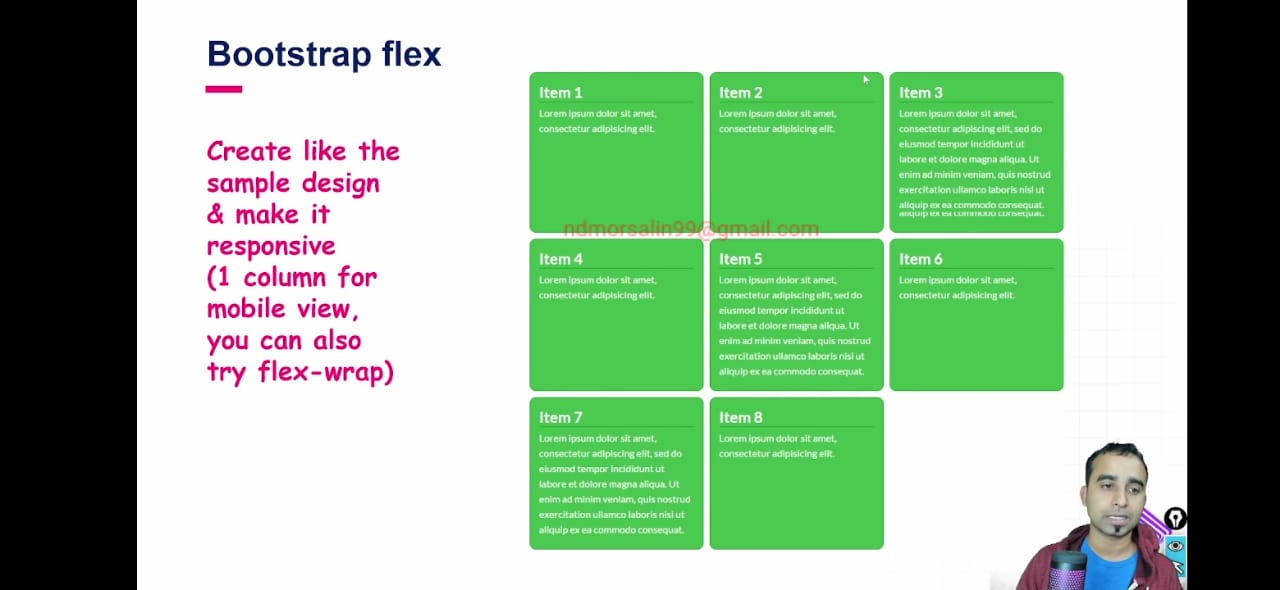 Bootstrap flex
Create like the
sample design
& make it
responsive
(1 column for
mobile view,
you can also
try flex-wrap)
Item 1
Lorem ipsum dolor sit amet,
consectetur adipisicing elit.
Item 2
Lorem ipsum dolor sit amet,
consectetur adipisicing elit.
Item 3
Lorem ipsum dolor sit amet,
consectetur adipiscing elit, sed do
eiusmod tempor incididunt ut
labore et dolore magna aliqua. Ut
enim ad minim veniam, quis nostrud
exercitation ullamco laboris nisi ut
aliquip ex ea commodo consequat.
aliquip ex ea commodo consequat.
ndmorsalin99@gmail.com
Item 4
Lorem ipsum dolor sit amet,
consectetur adipisicing elit.
Item 5
Lorem ipsum dolor sit amet,
consectetur adipiscing elit, sed do
eiusmod tempor incididunt ut
labore et dolore magna aliqua. Ut
enim ad minim veniam, quis nostrud
exercitation ullamco laboris nisi ut
aliquip ex ea commodo consequat.
Item 6
Lorem ipsum dolor sit amet,
consectetur adipisicing elit.
Item 7
Lorem ipsum dolor sit amet,
consectetur adipiscing elit, sed do
eiusmod tempor incididunt ut
labore et dolore magna aliqua. Ut
enim ad minim veniam, quis nostrud
exercitation ullamco laboris nisi ut
aliquip ex ea commodo consequat.
Item 8
Lorem ipsum dolor sit amet,
consectetur adipisicing elit.